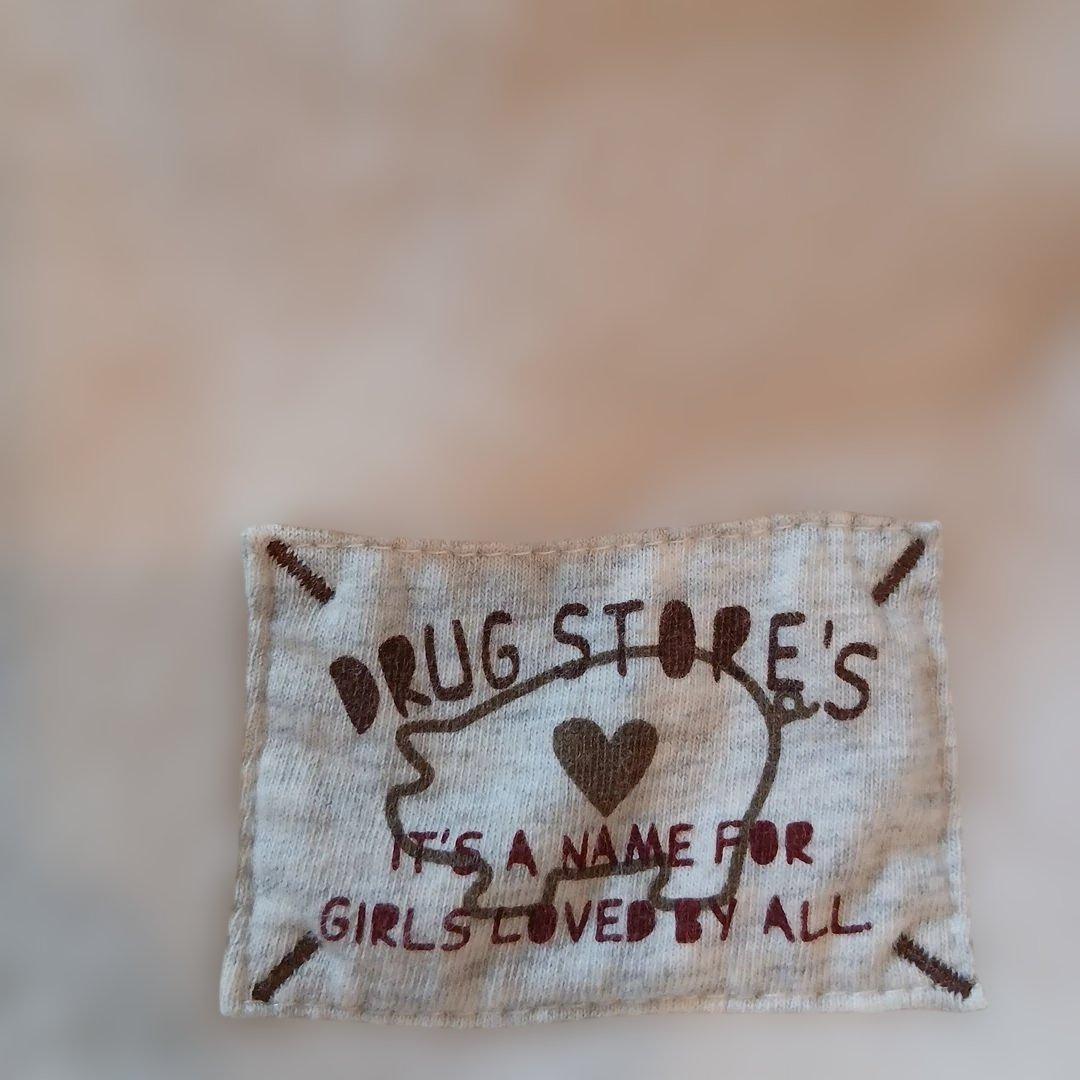 DRUG STORE'S
IT'S A NAME FOR
GIRLS LOVED BY ALL.